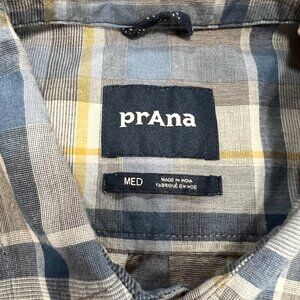 prAna
MED
MADE IN INDIA
FABRIQUÉ EN INDE